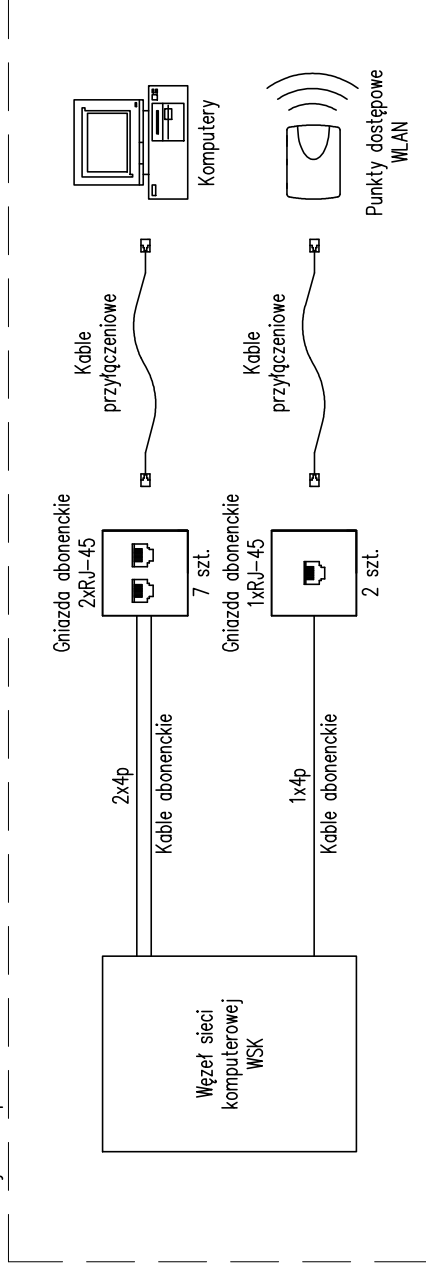 Węzeł sieci
komputerowej
WSK
2x4p
Kable abonenckie
Gniazda abonenckie
2xRJ-45
7 szt.
Kable
przyłączeniowe
Komputery
1x4p
Kable abonenckie
Gniazda abonenckie
1xRJ-45
2 szt.
Kable
przyłączeniowe
Punkty dostępowe
WLAN